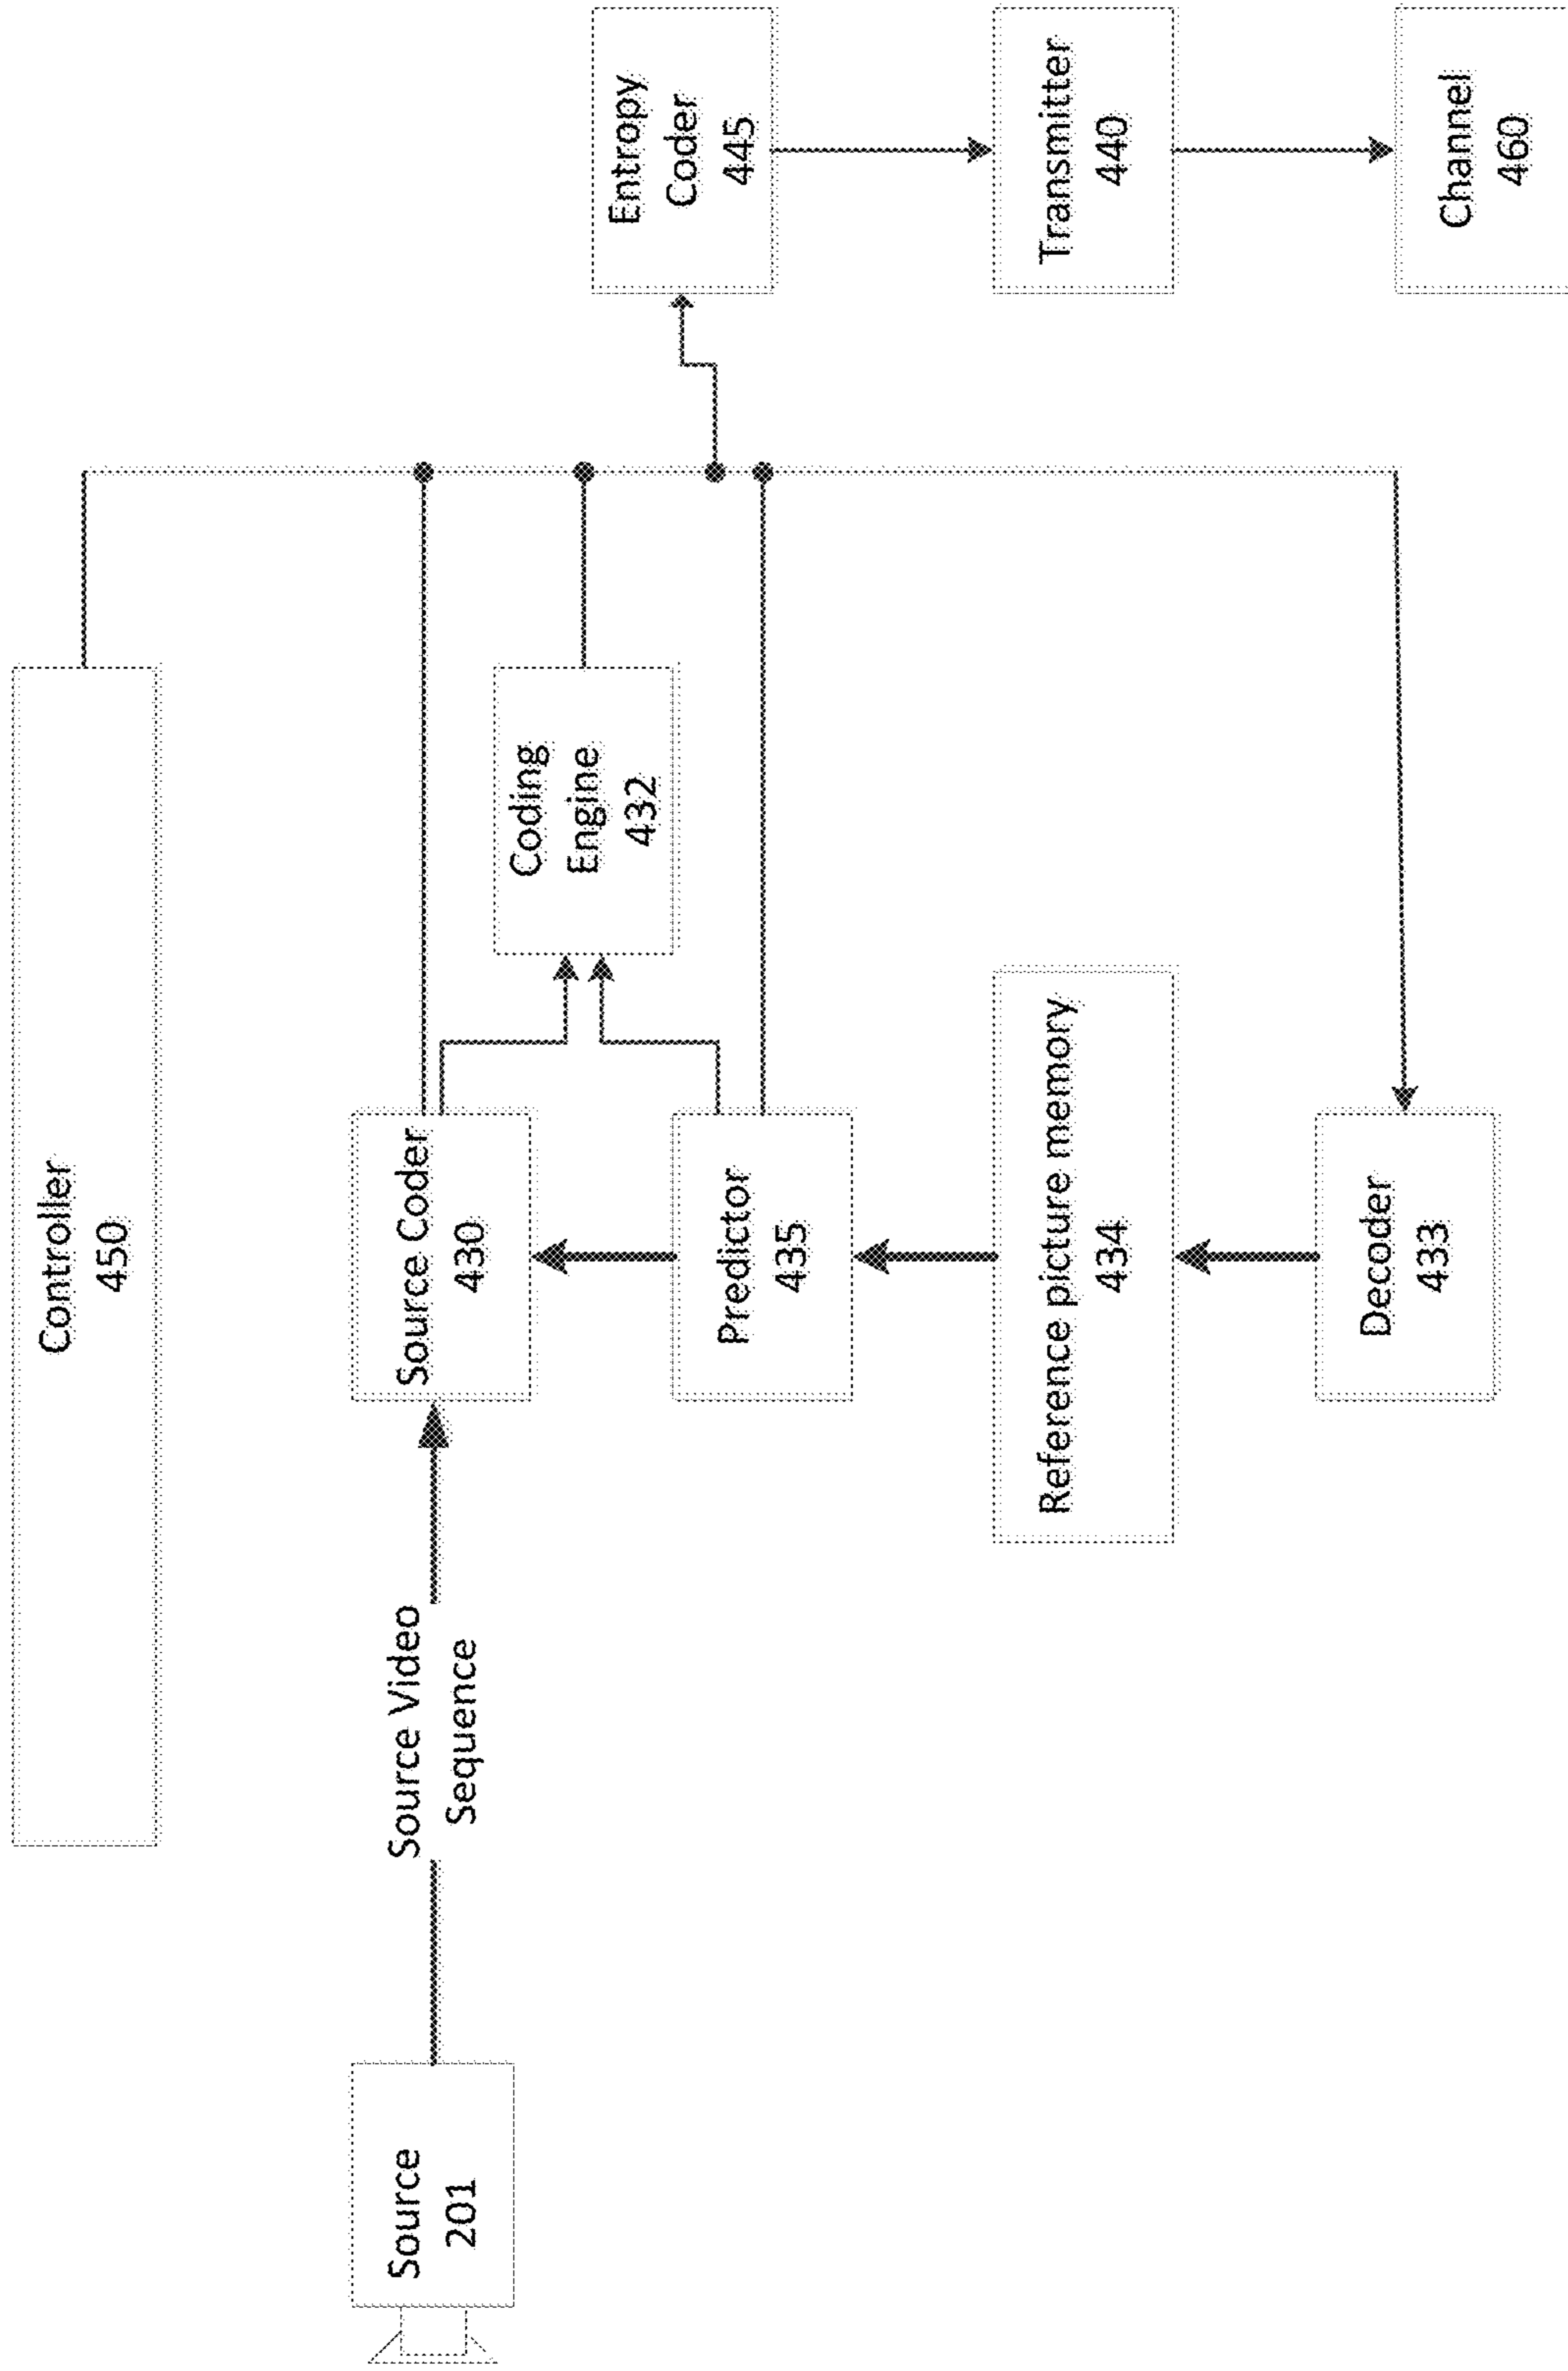 Controller
450
Source
201
Source Video
Sequence
Source Coder
430
Coding
Engine
432
Predictor
435
Reference picture memory
434
Decoder
433
Entropy
Coder
445
Transmitter
440
Channel
460